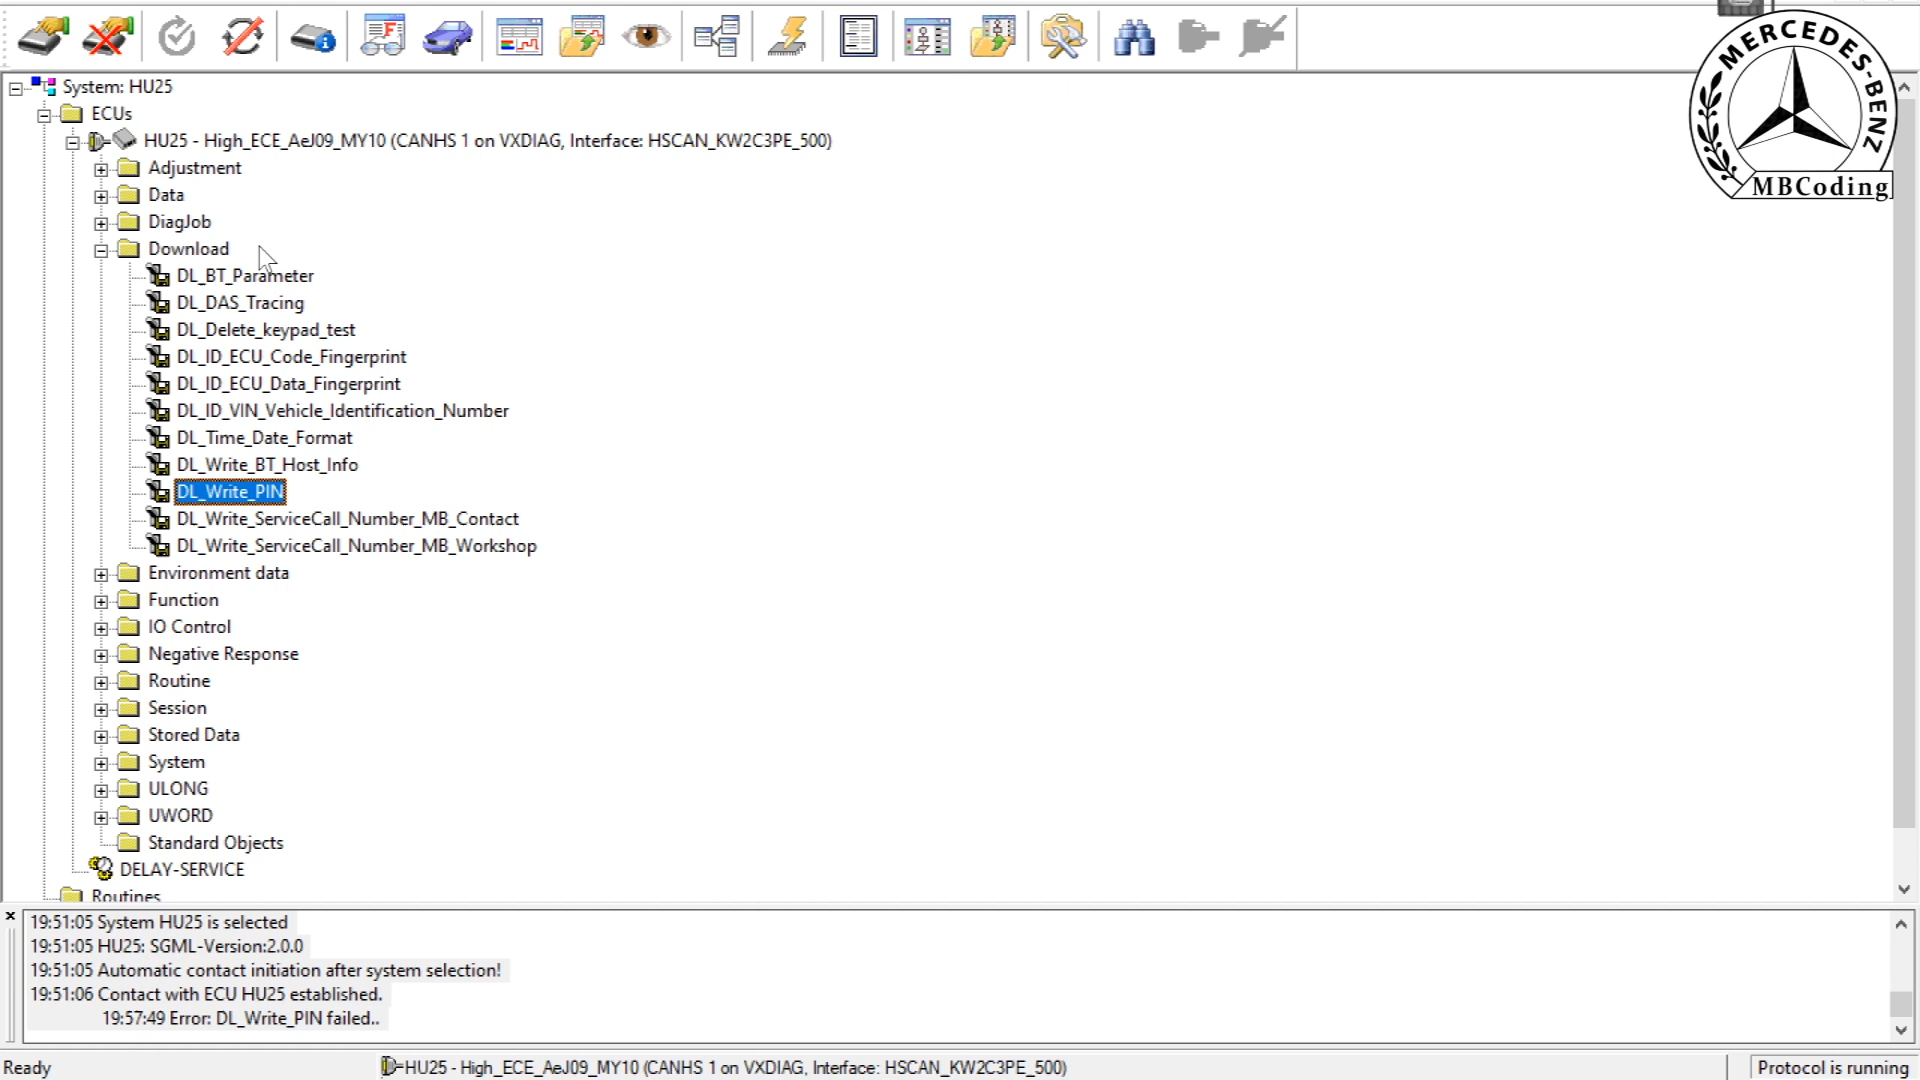 MERCEDES-BENZ
MBCoding
System: HU25
ECUs
HU25 - High_ECE_AeJ09_MY10 (CANHS 1 on VXDIAG, Interface: HSCAN_KW2C3PE_500)
Adjustment
Data
DiagJob
Download
DL_BT_Parameter
DL_DAS_Tracing
DL_Delete_keypad_test
DL_ID_ECU_Code_Fingerprint
DL_ID_ECU_Data_Fingerprint
DL_ID_VIN_Vehicle_Identification_Number
DL_Time_Date_Format
DL_Write_BT_Host_Info
DL_Write_PIN
DL_Write_ServiceCall_Number_MB_Contact
DL_Write_ServiceCall_Number_MB_Workshop
Environment data
Function
IO Control
Negative Response
Routine
Session
Stored Data
System
ULONG
UWORD
Standard Objects
DELAY-SERVICE
Routines
19:51:05 System HU25 is selected
19:51:05 HU25: SGML-Version:2.0.0
19:51:05 Automatic contact initiation after system selection!
19:51:06 Contact with ECU HU25 established.
19:57:49 Error: DL_Write_PIN failed..
Ready
HU25 - High_ECE_AeJ09_MY10 (CANHS 1 on VXDIAG, Interface: HSCAN_KW2C3PE_500)
Protocol is running